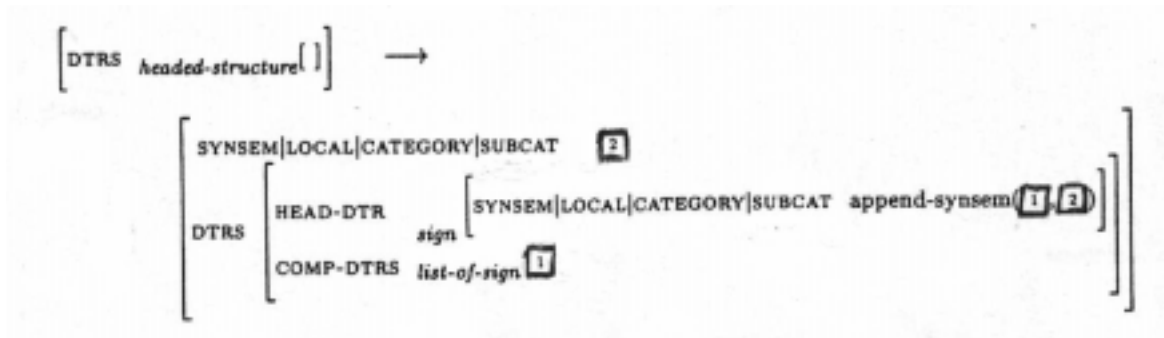 [DTRS headed-structure[ ]] ⟶
[SYNSEM|LOCAL|CATEGORY|SUBCAT [2]
HEAD-DTR sign[SYNSEM|LOCAL|CATEGORY|SUBCAT append-synsem([1],[2])]
DTRS
COMP-DTRS list-of-sign[1]